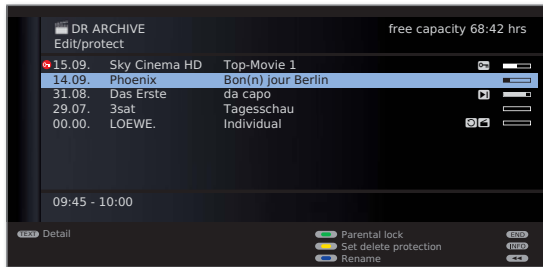 DR ARCHIVE free capacity 68:42 hrs
Edit/protect
15.09. Sky Cinema HD Top-Movie 1
14.09. Phoenix Bon(n) jour Berlin
31.08. Das Erste da capo
29.07. 3sat Tagesschau
00.00. LOEWE. Individual
09:45 - 10:00
TEXT Detail Parental lock END
Set delete protection INFO
Rename